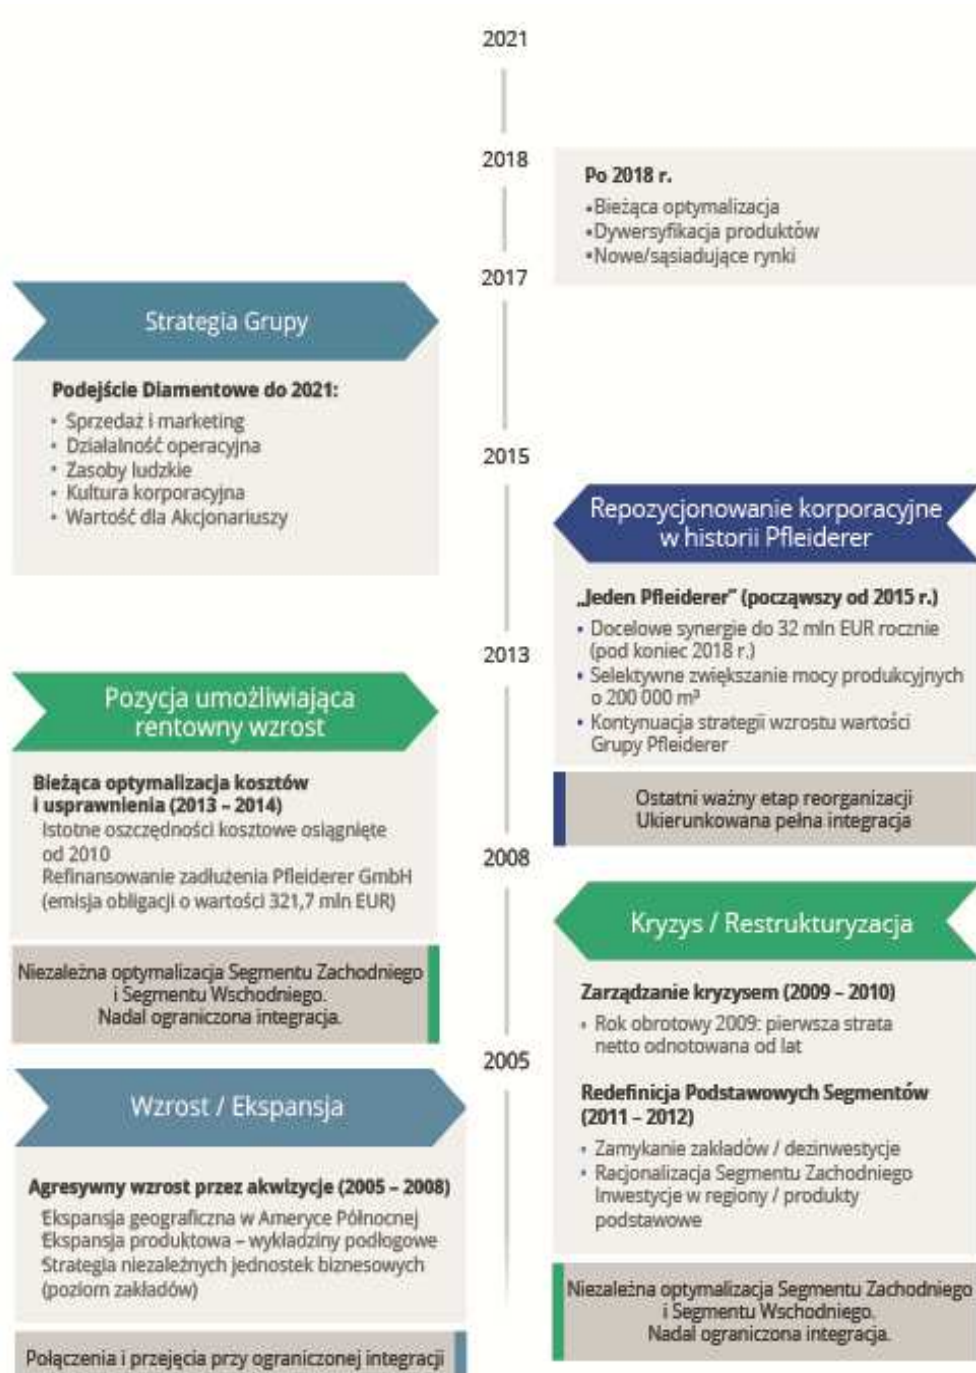 2021
2018
Po 2018 r.
•Bieżąca optymalizacja
•Dywersyfikacja produktów
•Nowe/sąsiadujące rynki
2017
Strategia Grupy
Podejście Diamentowe do 2021:
• Sprzedaż i marketing
• Działalność operacyjna
• Zasoby ludzkie
• Kultura korporacyjna
• Wartość dla Akcjonariuszy
2015
Repozycjonowanie korporacyjne
w historii Pfleiderer
„Jeden Pfleiderer” (począwszy od 2015 r.)
• Docelowe synergie do 32 mln EUR rocznie
(pod koniec 2018 r.)
• Selektywne zwiększanie mocy produkcyjnych
o 200 000 m³
• Kontynuacja strategii wzrostu wartości
Grupy Pfleiderer
Ostatni ważny etap reorganizacji
Ukierunkowana pełna integracja
2013
Pozycja umożliwiająca
rentowny wzrost
Bieżąca optymalizacja kosztów
i usprawnienia (2013 – 2014)
Istotne oszczędności kosztowe osiągnięte
od 2010
Refinansowanie zadłużenia Pfleiderer GmbH
(emisja obligacji o wartości 321,7 mln EUR)
Niezależna optymalizacja Segmentu Zachodniego
i Segmentu Wschodniego.
Nadal ograniczona integracja.
2008
Kryzys / Restrukturyzacja
Zarządzanie kryzysem (2009 – 2010)
• Rok obrotowy 2009: pierwsza strata
netto odnotowana od lat
Redefinicja Podstawowych Segmentów
(2011 – 2012)
• Zamykanie zakładów / dezinwestycje
• Racjonalizacja Segmentu Zachodniego
Inwestycje w regiony / produkty
podstawowe
Niezależna optymalizacja Segmentu Zachodniego
i Segmentu Wschodniego.
Nadal ograniczona integracja.
2005
Wzrost / Ekspansja
Agresywny wzrost przez akwizycje (2005 – 2008)
Ekspansja geograficzna w Ameryce Północnej
Ekspansja produktowa – wykładziny podłogowe
Strategia niezależnych jednostek biznesowych
(poziom zakładów)
Połączenia i przejęcia przy ograniczonej integracji